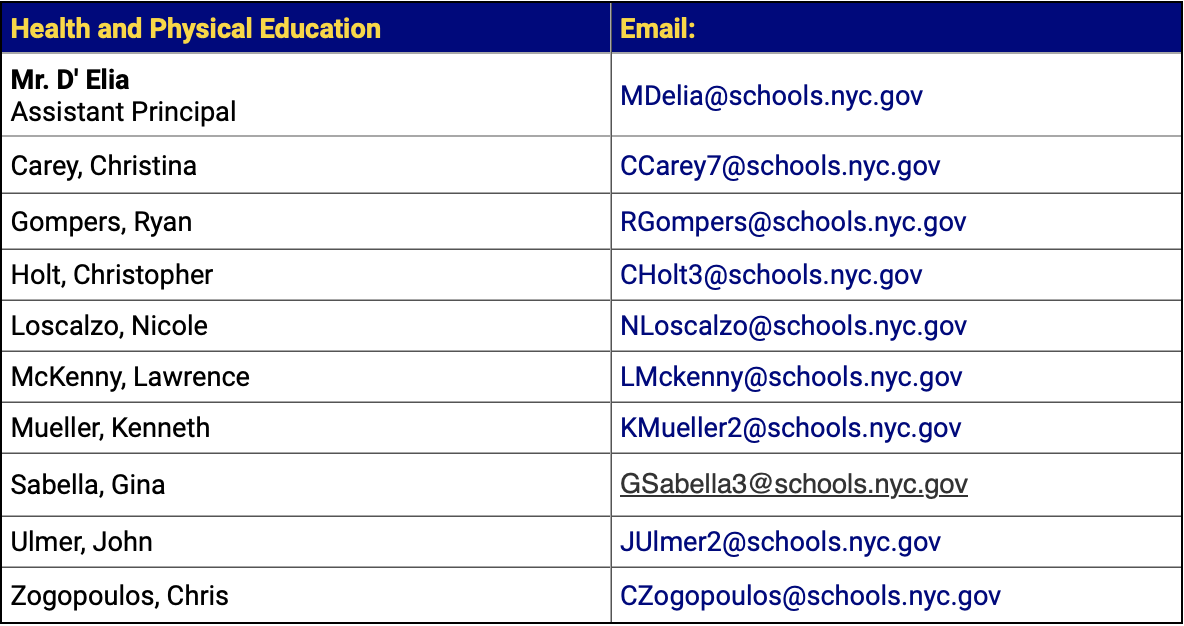 Health and Physical Education
Email:
Mr. D' Elia
Assistant Principal
MDelia@schools.nyc.gov
Carey, Christina
CCarey7@schools.nyc.gov
Gompers, Ryan
RGompers@schools.nyc.gov
Holt, Christopher
CHolt3@schools.nyc.gov
Loscalzo, Nicole
NLoscalzo@schools.nyc.gov
McKenny, Lawrence
LMckenny@schools.nyc.gov
Mueller, Kenneth
KMueller2@schools.nyc.gov
Sabella, Gina
GSabella3@schools.nyc.gov
Ulmer, John
JUlmer2@schools.nyc.gov
Zogopoulos, Chris
CZogopoulos@schools.nyc.gov